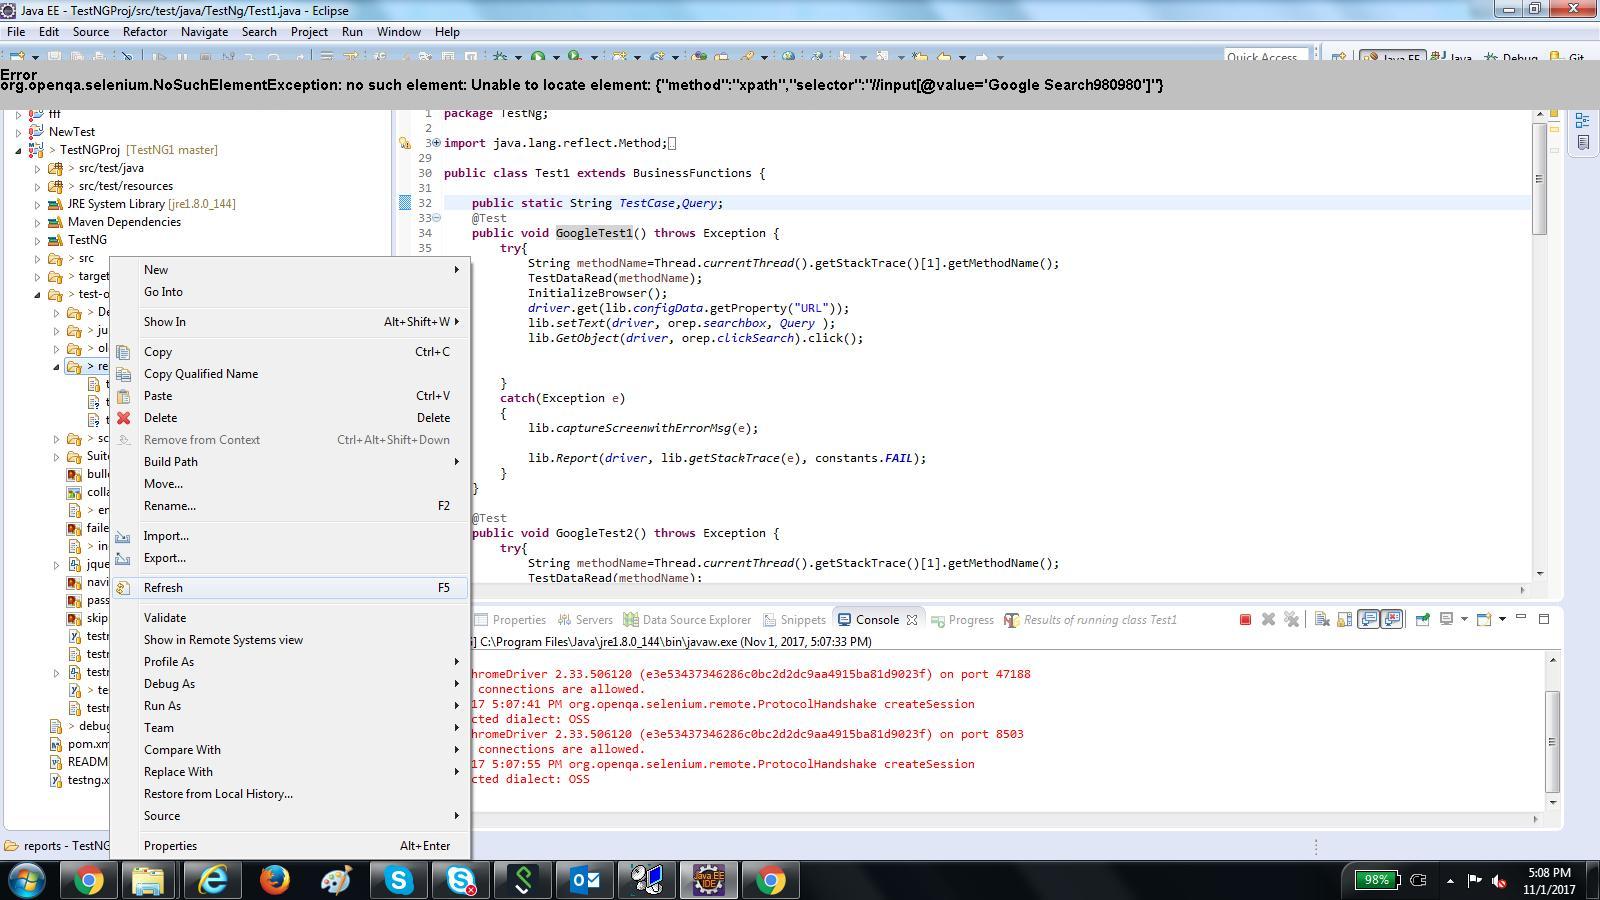 Java EE - TestNGProj/src/test/java/TestNg/Test1.java - Eclipse
File Edit Source Refactor Navigate Search Project Run Window Help
Quick Access
Java EE Java Debug Git
Error
org.openqa.selenium.NoSuchElementException: no such element: Unable to locate element: {"method":"xpath","selector":"//input[@value='Google Search980980']"}
fff
NewTest
> TestNGProj [TestNG1 master]
> src/test/java
> src/test/resources
JRE System Library [jre1.8.0_144]
Maven Dependencies
TestNG
> src
> target
> test-o
> De
> ju
> ol
> re
t
t
t
> sc
Suit
bulle
colla
> en
faile
> in
jque
navi
pass
skip
testn
testn
testn
> te
testn
> debug
pom.xm
READM
testng.x
New
Go Into
Show In Alt+Shift+W
Copy Ctrl+C
Copy Qualified Name
Paste Ctrl+V
Delete Delete
Remove from Context Ctrl+Alt+Shift+Down
Build Path
Move...
Rename... F2
Import...
Export...
Refresh F5
Validate
Show in Remote Systems view
Profile As
Debug As
Run As
Team
Compare With
Replace With
Restore from Local History...
Source
Properties Alt+Enter
1 package TestNg;
2
3 import java.lang.reflect.Method;
29
30 public class Test1 extends BusinessFunctions {
31
32 public static String TestCase,Query;
33 @Test
34 public void GoogleTest1() throws Exception {
35 try{
String methodName=Thread.currentThread().getStackTrace()[1].getMethodName();
TestDataRead(methodName);
InitializeBrowser();
driver.get(lib.configData.getProperty("URL"));
lib.setText(driver, orep.searchbox, Query );
lib.GetObject(driver, orep.clickSearch).click();
}
catch(Exception e)
{
lib.captureScreenwithErrorMsg(e);
lib.Report(driver, lib.getStackTrace(e), constants.FAIL);
}
}
@Test
public void GoogleTest2() throws Exception {
try{
String methodName=Thread.currentThread().getStackTrace()[1].getMethodName();
TestDataRead(methodName);
Properties Servers Data Source Explorer Snippets Console Progress Results of running class Test1
] C:\Program Files\Java\jre1.8.0_144\bin\javaw.exe (Nov 1, 2017, 5:07:33 PM)
hromeDriver 2.33.506120 (e3e53437346286c0bc2d2dc9aa4915ba81d9023f) on port 47188
connections are allowed.
17 5:07:41 PM org.openqa.selenium.remote.ProtocolHandshake createSession
cted dialect: OSS
hromeDriver 2.33.506120 (e3e53437346286c0bc2d2dc9aa4915ba81d9023f) on port 8503
connections are allowed.
17 5:07:55 PM org.openqa.selenium.remote.ProtocolHandshake createSession
cted dialect: OSS
reports - TestNG
Java EE IDE
98%
5:08 PM
11/1/2017